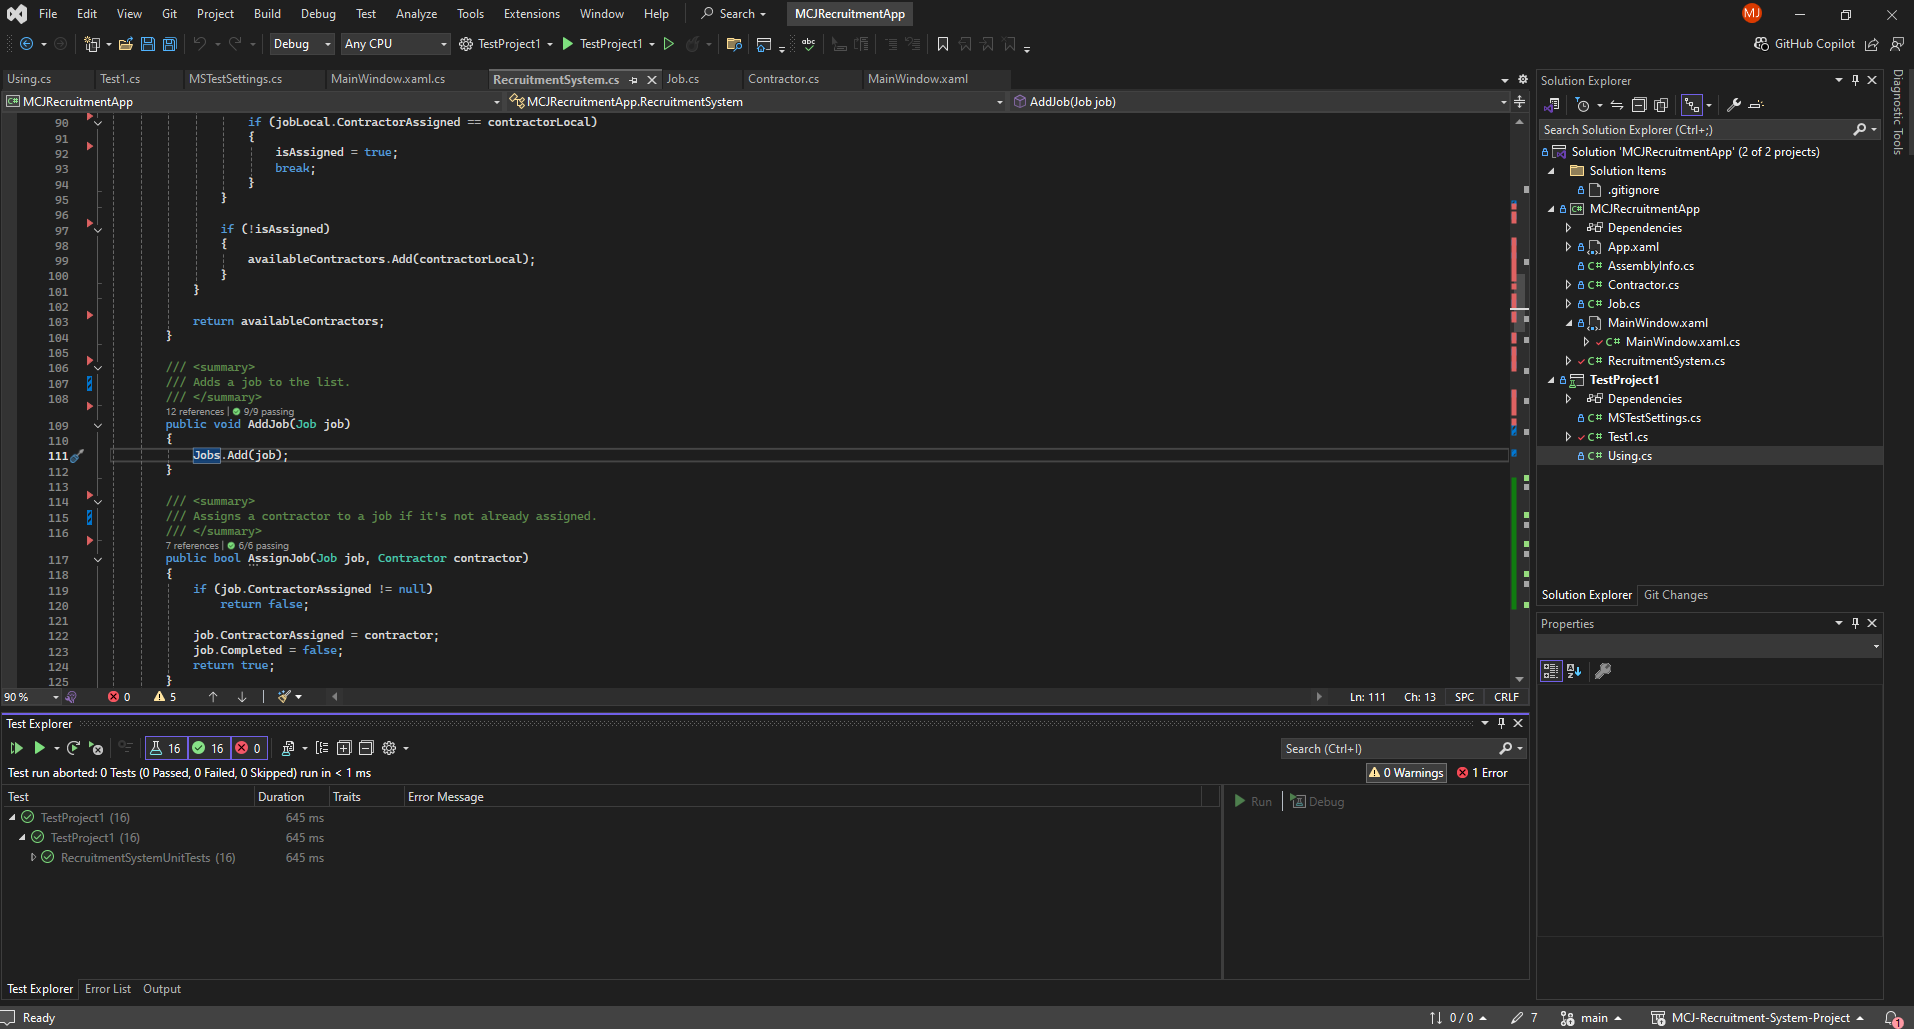 File Edit View Git Project Build Debug Test Analyze Tools Extensions Window Help Search MCJRecruitmentApp MJ
Debug Any CPU TestProject1 TestProject1 abc GitHub Copilot
Using.cs Test1.cs MSTestSettings.cs MainWindow.xaml.cs RecruitmentSystem.cs Job.cs Contractor.cs MainWindow.xaml
C# MCJRecruitmentApp MCJRecruitmentApp.RecruitmentSystem AddJob(Job job)
90 if (jobLocal.ContractorAssigned == contractorLocal)
91 {
92 isAssigned = true;
93 break;
94 }
95 }
96
97 if (!isAssigned)
98 {
99 availableContractors.Add(contractorLocal);
100 }
101 }
102
103 return availableContractors;
104 }
105
106 /// <summary>
107 /// Adds a job to the list.
108 /// </summary>
12 references | 9/9 passing
109 public void AddJob(Job job)
110 {
111 Jobs.Add(job);
112 }
113
114 /// <summary>
115 /// Assigns a contractor to a job if it's not already assigned.
116 /// </summary>
7 references | 6/6 passing
117 public bool AssignJob(Job job, Contractor contractor)
118 {
119 if (job.ContractorAssigned != null)
120 return false;
121
122 job.ContractorAssigned = contractor;
123 job.Completed = false;
124 return true;
125 }
90 % 0 5 Ln: 111 Ch: 13 SPC CRLF
Test Explorer
16 16 0 Search (Ctrl+I)
Test run aborted: 0 Tests (0 Passed, 0 Failed, 0 Skipped) run in < 1 ms 0 Warnings 1 Error
Test Duration Traits Error Message Run Debug
TestProject1 (16) 645 ms
TestProject1 (16) 645 ms
RecruitmentSystemUnitTests (16) 645 ms
Test Explorer Error List Output
Solution Explorer
Search Solution Explorer (Ctrl+;)
Solution 'MCJRecruitmentApp' (2 of 2 projects)
Solution Items
.gitignore
C# MCJRecruitmentApp
Dependencies
App.xaml
C# AssemblyInfo.cs
C# Contractor.cs
C# Job.cs
MainWindow.xaml
C# MainWindow.xaml.cs
C# RecruitmentSystem.cs
TestProject1
Dependencies
C# MSTestSettings.cs
C# Test1.cs
C# Using.cs
Solution Explorer Git Changes
Properties
Diagnostic Tools
Ready 0 / 0 7 main MCJ-Recruitment-System-Project 1